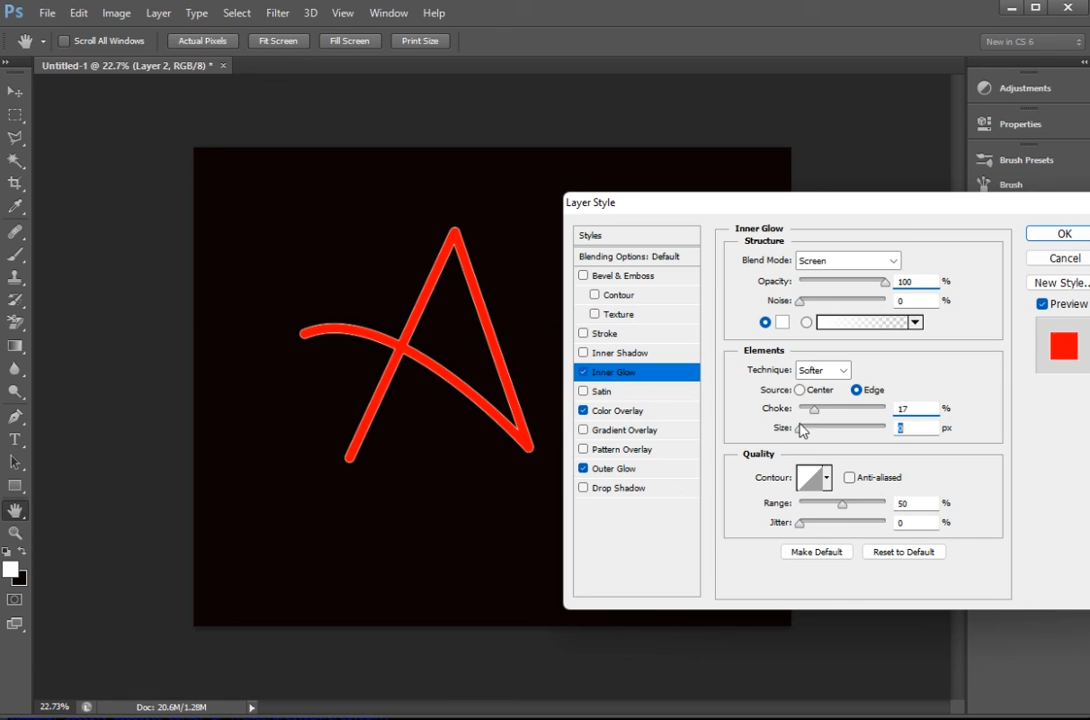 Ps File Edit Image Layer Type Select Filter 3D View Window Help
Scroll All Windows Actual Pixels Fit Screen Fill Screen Print Size New in CS 6
Untitled-1 @ 22.7% (Layer 2, RGB/8) * ×
Adjustments
Properties
Brush Presets
Brush
A
Layer Style
Styles
Blending Options: Default
Bevel & Emboss
Contour
Texture
Stroke
Inner Shadow
Inner Glow
Satin
Color Overlay
Gradient Overlay
Pattern Overlay
Outer Glow
Drop Shadow
Inner Glow
Structure
Blend Mode: Screen
Opacity: 100 %
Noise: 0 %
Elements
Technique: Softer
Source: Center Edge
Choke: 17 %
Size: 0 px
Quality
Contour: Anti-aliased
Range: 50 %
Jitter: 0 %
Make Default Reset to Default
OK
Cancel
New Style...
Preview
22.73% Doc: 20.6M/1.28M